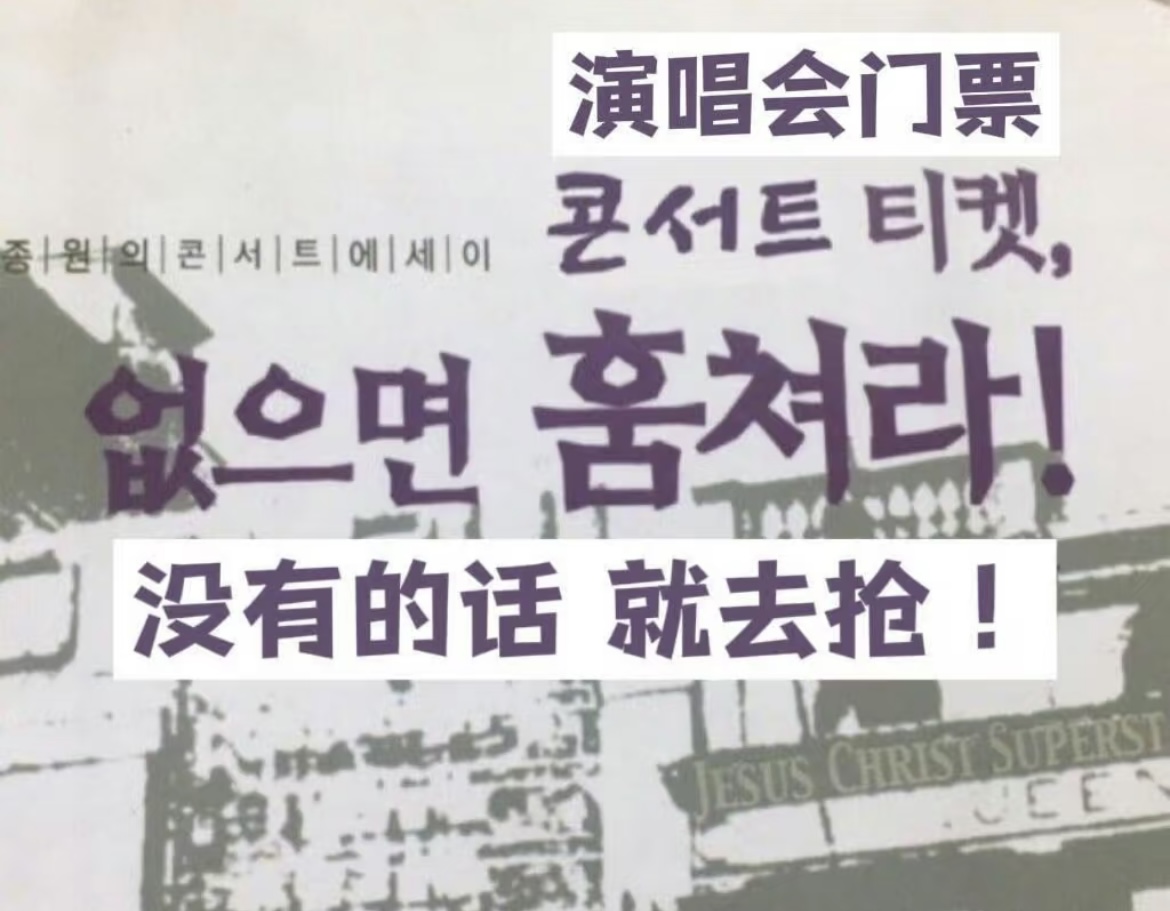 演唱会门票
콘서트 티켓,
종|원|의|콘|서|트|에|세|이
없으면 훔쳐라!
没有的话 就去抢！
JESUS CHRIST SUPERST